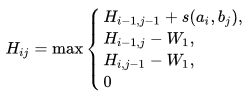 H_{ij} = max { H_{i−1,j−1} + s(a_i, b_j),
H_{i−1,j} − W_1,
H_{i,j−1} − W_1,
0